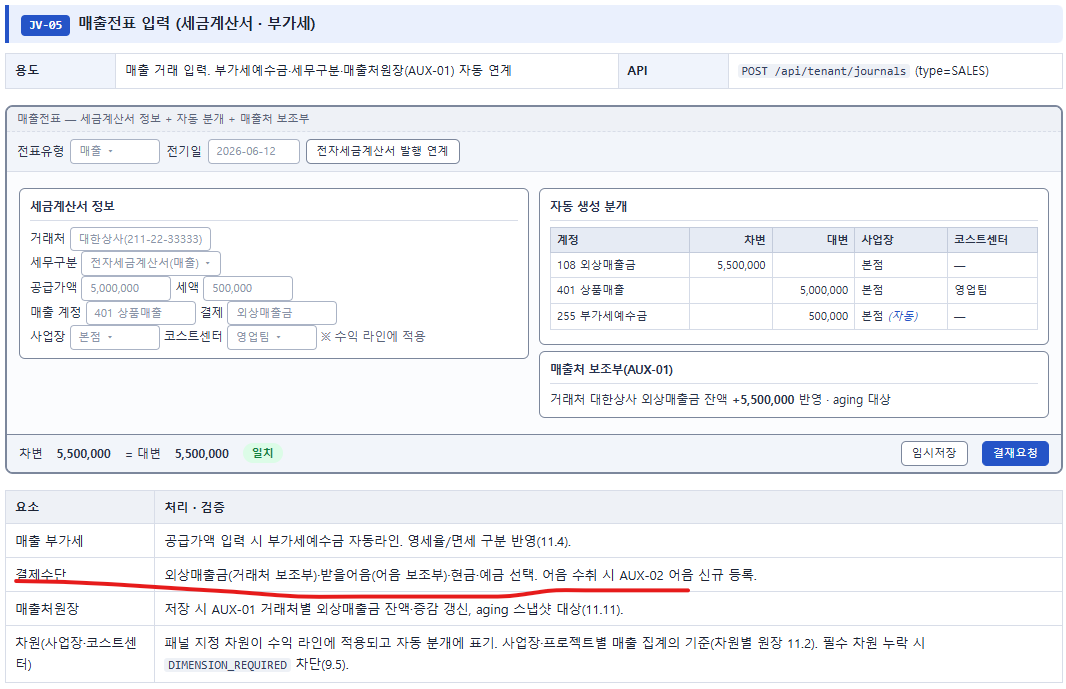 JV-05 매출전표 입력 (세금계산서 · 부가세)
용도 매출 거래 입력. 부가세예수금·세무구분·매출처원장(AUX-01) 자동 연계 API POST /api/tenant/journals (type=SALES)
매출전표 — 세금계산서 정보 + 자동 분개 + 매출처 보조부
전표유형 매출 전기일 2026-06-12 전자세금계산서 발행 연계
세금계산서 정보
거래처 대한상사(211-22-33333)
세무구분 전자세금계산서(매출)
공급가액 5,000,000 세액 500,000
매출 계정 401 상품매출 결제 외상매출금
사업장 본점 코스트센터 영업팀 ※ 수익 라인에 적용
자동 생성 분개
계정 차변 대변 사업장 코스트센터
108 외상매출금 5,500,000 본점 —
401 상품매출 5,000,000 본점 영업팀
255 부가세예수금 500,000 본점 (자동) —
매출처 보조부(AUX-01)
거래처 대한상사 외상매출금 잔액 +5,500,000 반영 · aging 대상
차변 5,500,000 = 대변 5,500,000 일치 임시저장 결재요청
요소 처리 · 검증
매출 부가세 공급가액 입력 시 부가세예수금 자동라인. 영세율/면세 구분 반영(11.4).
결제수단 외상매출금(거래처 보조부)·받을어음(어음 보조부)·현금·예금 선택. 어음 수취 시 AUX-02 어음 신규 등록.
매출처원장 저장 시 AUX-01 거래처별 외상매출금 잔액·증감 갱신, aging 스냅샷 대상(11.11).
차원(사업장·코스트센터) 패널 지정 차원이 수익 라인에 적용되고 자동 분개에 표기. 사업장·프로젝트별 매출 집계의 기준(차원별 원장 11.2). 필수 차원 누락 시
DIMENSION_REQUIRED 차단(9.5).